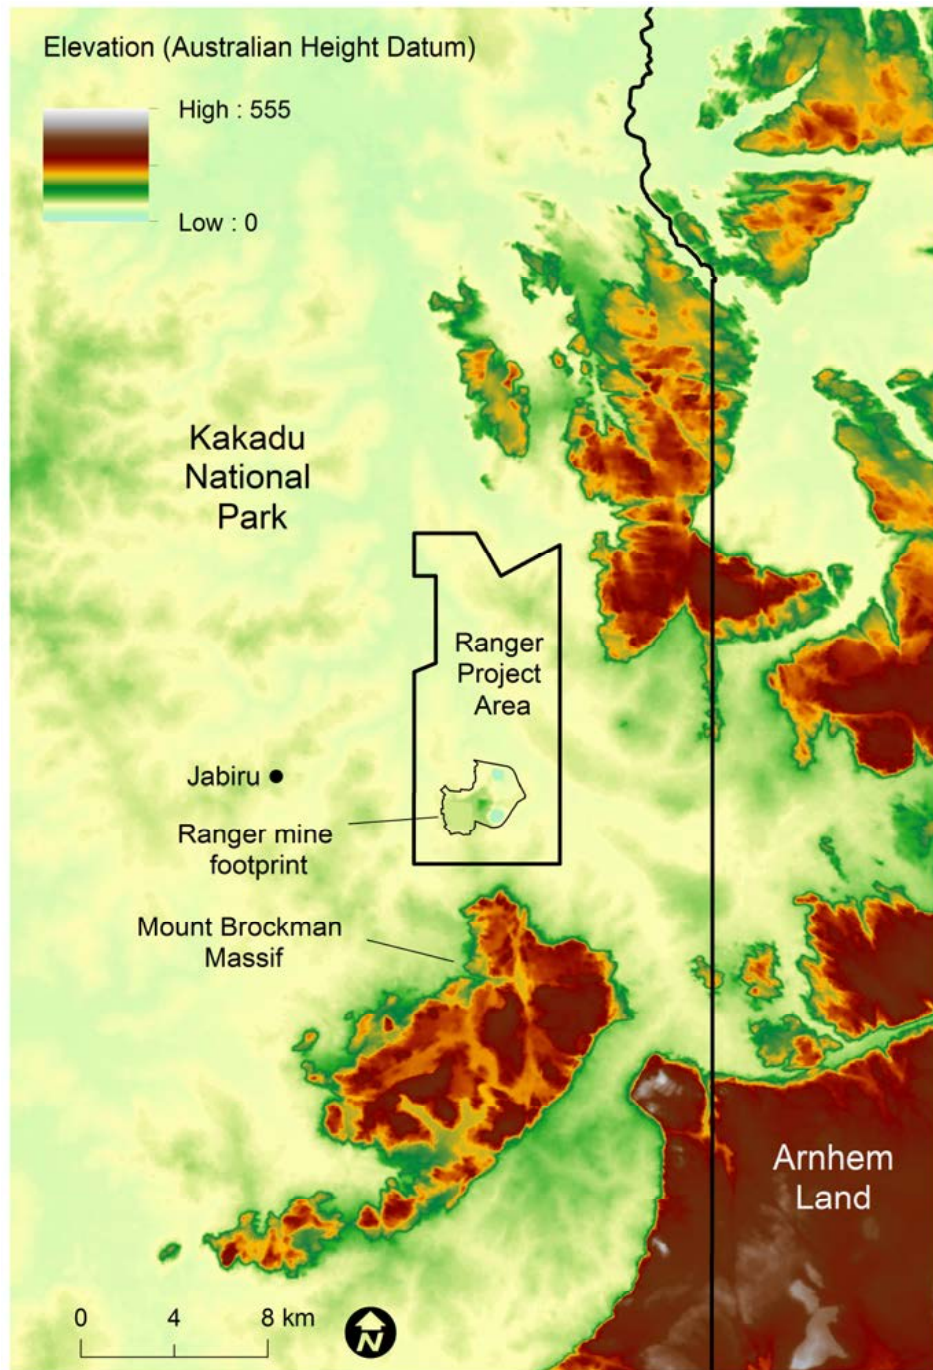 Elevation (Australian Height Datum)
High : 555
Low : 0
Kakadu
National
Park
Ranger
Project
Area
Jabiru
Ranger mine
footprint
Mount Brockman
Massif
Arnhem
Land
0 4 8 km
N